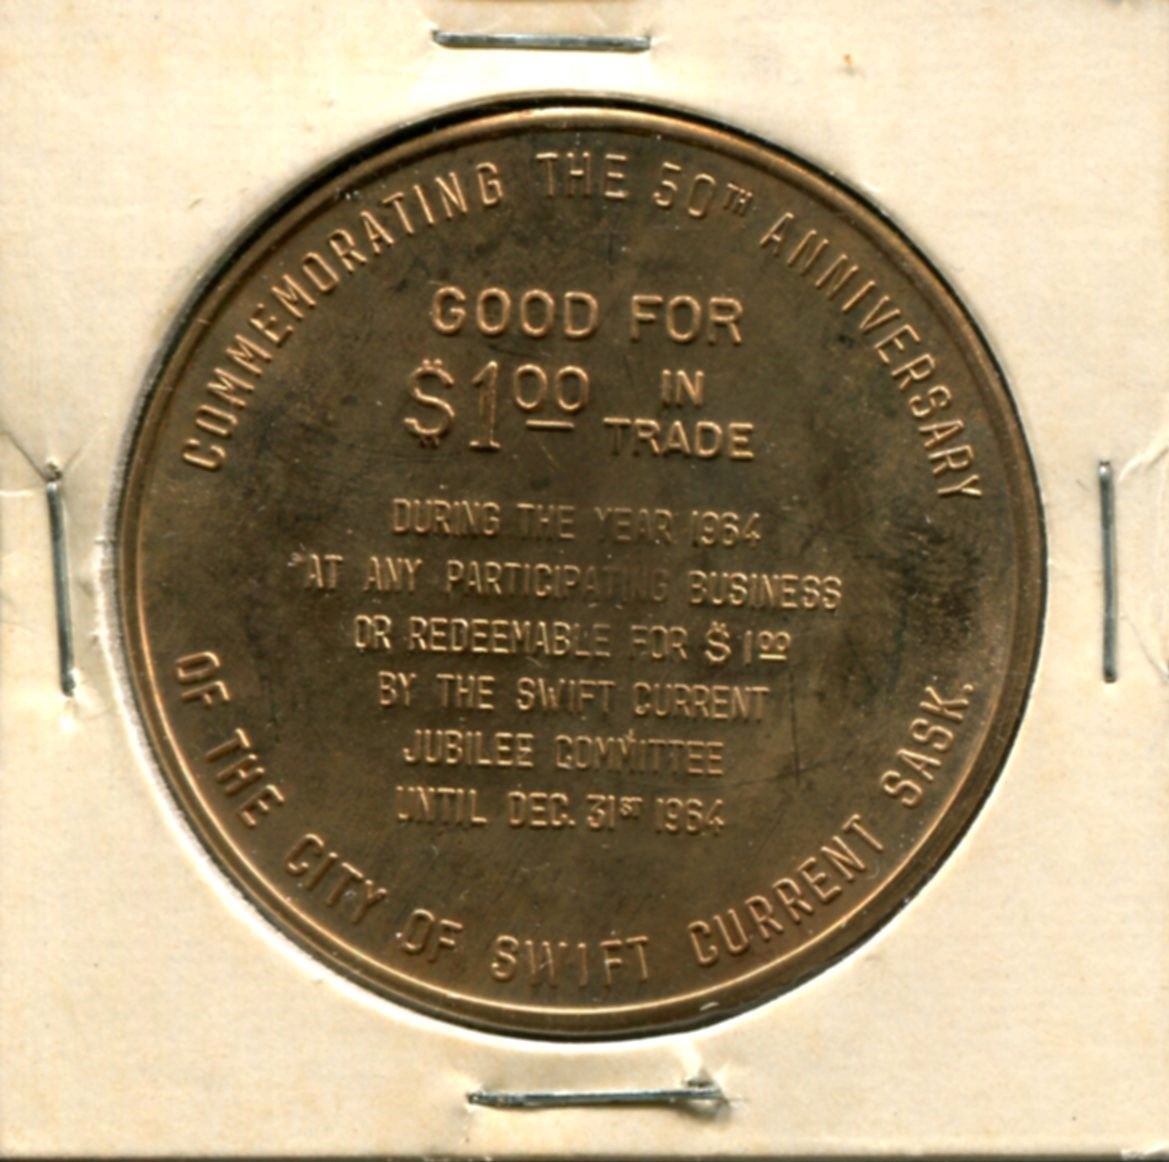 COMMEMORATING THE 50TH ANNIVERSARY
GOOD FOR
$1.00 IN
TRADE
DURING THE YEAR 1964
AT ANY PARTICIPATING BUSINESS
OR REDEEMABLE FOR $1.00
BY THE SWIFT CURRENT
JUBILEE COMMITTEE
UNTIL DEC. 31ST 1964
OF THE CITY OF SWIFT CURRENT SASK.